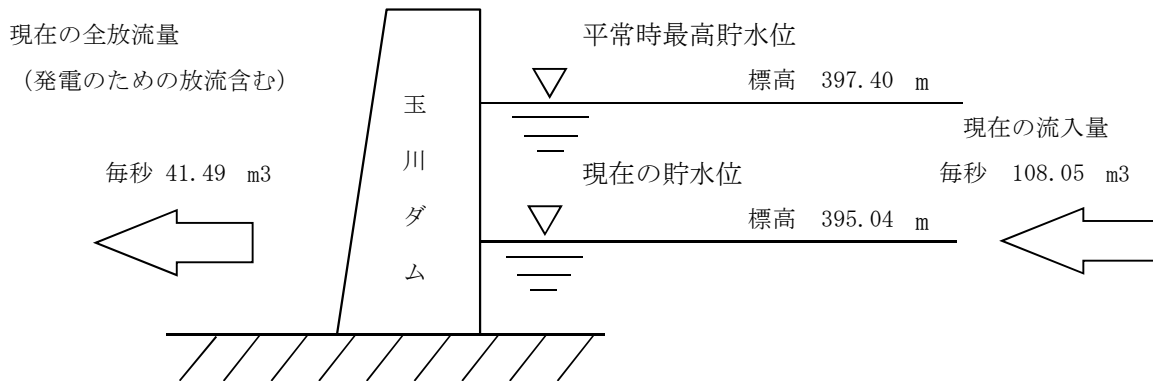 現在の全放流量
（発電のための放流含む）
毎秒 41.49 m3
玉川ダム
平常時最高貯水位
標高 397.40 m
現在の貯水位
標高 395.04 m
現在の流入量
毎秒 108.05 m3